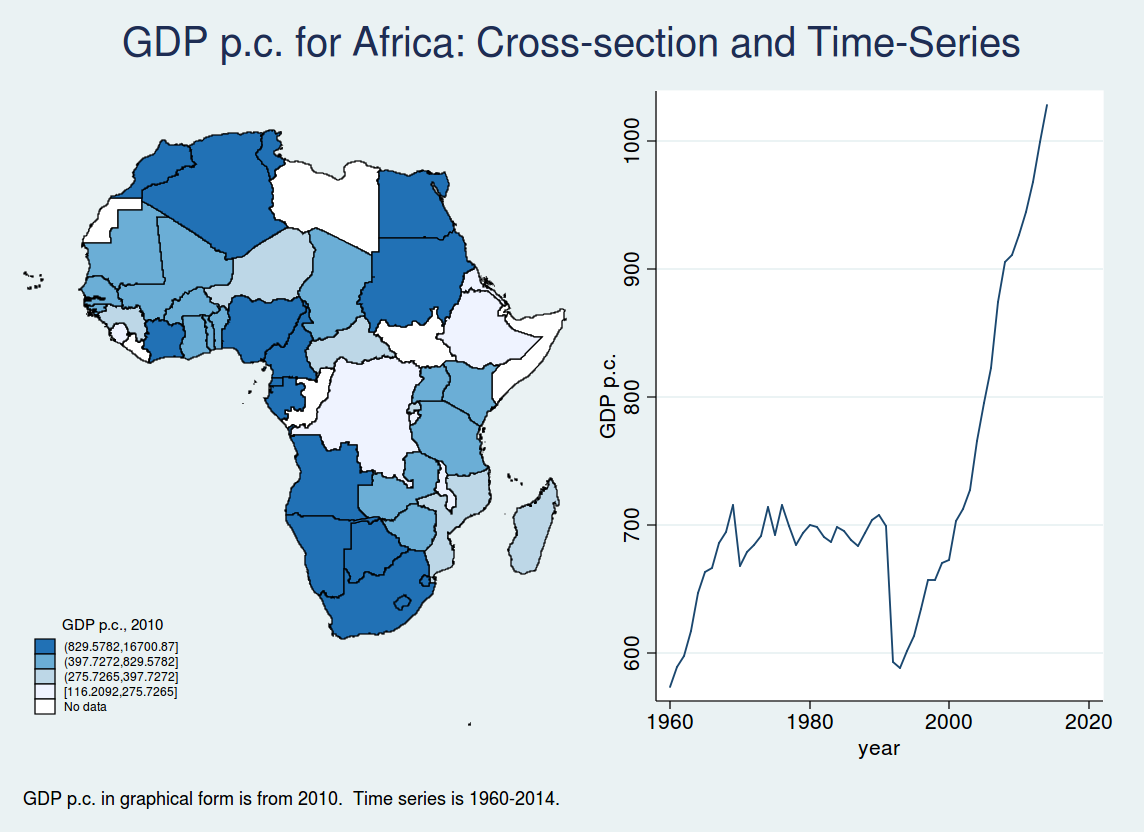 GDP p.c. for Africa: Cross-section and Time-Series
GDP p.c., 2010
(829.5782,16700.87]
(397.7272,829.5782]
(275.7265,397.7272]
[116.2092,275.7265]
No data
GDP p.c.
1000
900
800
700
600
1960 1980 2000 2020
year
GDP p.c. in graphical form is from 2010.  Time series is 1960-2014.